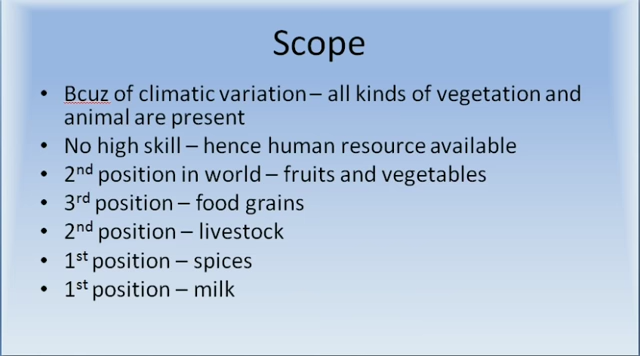 Scope
• Bcuz of climatic variation – all kinds of vegetation and
animal are present
• No high skill – hence human resource available
• 2nd position in world – fruits and vegetables
• 3rd position – food grains
• 2nd position – livestock
• 1st position – spices
• 1st position – milk